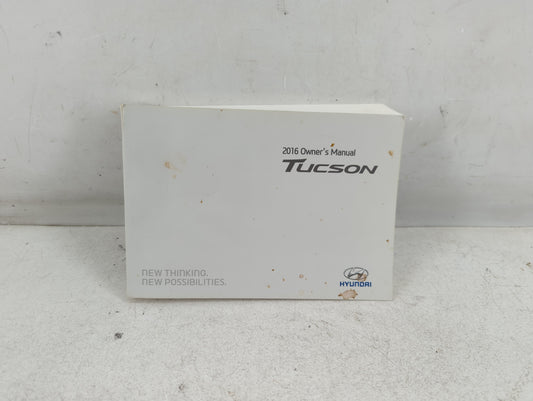 2016 Owner's Manual
TUCSON
NEW THINKING.
NEW POSSIBILITIES.
HYUNDAI